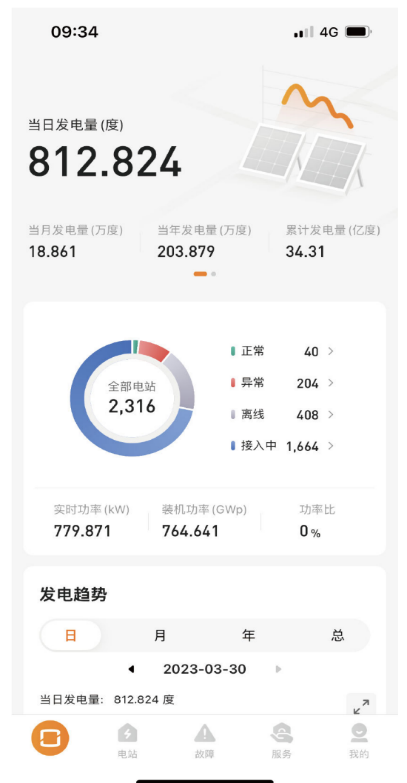 09:34
4G
当日发电量(度)
812.824
当月发电量(万度) 当年发电量(万度) 累计发电量(亿度)
18.861 203.879 34.31
全部电站
2,316
正常 40
异常 204
离线 408
接入中 1,664
实时功率(kW) 装机功率(GWp) 功率比
779.871 764.641 0%
发电趋势
日 月 年 总
2023-03-30
当日发电量: 812.824 度
电站 故障 服务 我的